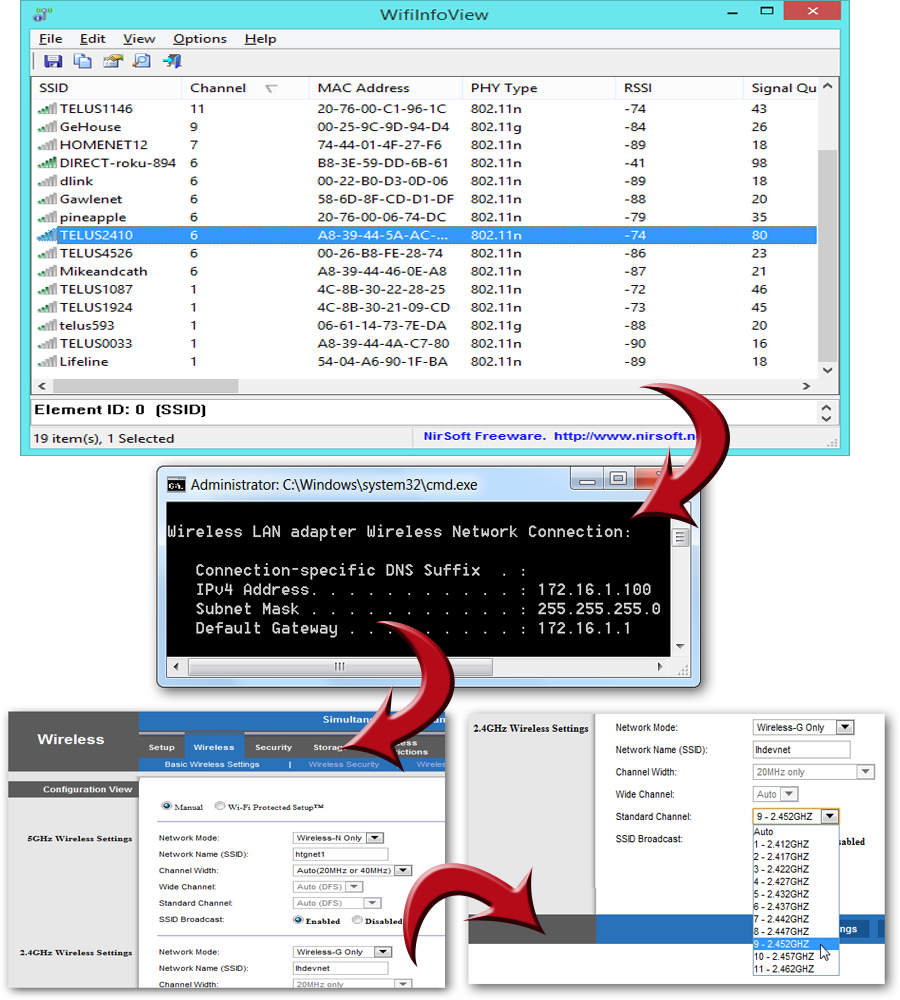 WifiInfoView
File Edit View Options Help
SSID Channel MAC Address PHY Type RSSI Signal Qu
TELUS1146 11 20-76-00-C1-96-1C 802.11n -74 43
GeHouse 9 00-25-9C-9D-94-D4 802.11g -84 26
HOMENET12 7 74-44-01-4F-27-F6 802.11n -89 18
DIRECT-roku-894 6 B8-3E-59-DD-6B-61 802.11n -41 98
dlink 6 00-22-B0-D3-0D-06 802.11n -89 18
Gawlenet 6 58-6D-8F-CD-D1-DF 802.11n -88 20
pineapple 6 20-76-00-06-74-DC 802.11n -79 35
TELUS2410 6 A8-39-44-5A-AC-... 802.11n -74 80
TELUS4526 6 00-26-B8-FE-28-74 802.11n -86 23
Mikeandcath 6 A8-39-44-46-0E-A8 802.11n -87 21
TELUS1087 1 4C-8B-30-22-28-25 802.11n -72 46
TELUS1924 1 4C-8B-30-21-09-CD 802.11n -73 45
telus593 1 06-61-14-73-7E-DA 802.11g -88 20
TELUS0033 1 A8-39-44-4A-C7-80 802.11n -90 16
Lifeline 1 54-04-A6-90-1F-BA 802.11n -89 18
Element ID: 0 (SSID)
19 item(s), 1 Selected NirSoft Freeware. http://www.nirsoft.n
Administrator: C:\Windows\system32\cmd.exe
Wireless LAN adapter Wireless Network Connection:
Connection-specific DNS Suffix . :
IPv4 Address. . . . . . . . . . . : 172.16.1.100
Subnet Mask . . . . . . . . . . . : 255.255.255.0
Default Gateway . . . . . . . . . : 172.16.1.1
Simultan
Wireless
Setup Wireless Security Storag
Basic Wireless Settings | Wireless Security Wireles
Configuration View
Manual Wi-Fi Protected Setup™
5GHz Wireless Settings
Network Mode: Wireless-N Only
Network Name (SSID): htgnet1
Channel Width: Auto(20MHz or 40MHz)
Wide Channel: Auto (DFS)
Standard Channel: Auto (DFS)
SSID Broadcast: Enabled Disabled
2.4GHz Wireless Settings
Network Mode: Wireless-G Only
Network Name (SSID): lhdevnet
Channel Width: 20MHz only
2.4GHz Wireless Settings
Network Mode: Wireless-G Only
Network Name (SSID): lhdevnet
Channel Width: 20MHz only
Wide Channel: Auto
Standard Channel: 9 - 2.452GHZ
SSID Broadcast: sabled
Auto
1 - 2.412GHZ
2 - 2.417GHZ
3 - 2.422GHZ
4 - 2.427GHZ
5 - 2.432GHZ
6 - 2.437GHZ
7 - 2.442GHZ
8 - 2.447GHZ
9 - 2.452GHZ
10 - 2.457GHZ
11 - 2.462GHZ
ngs